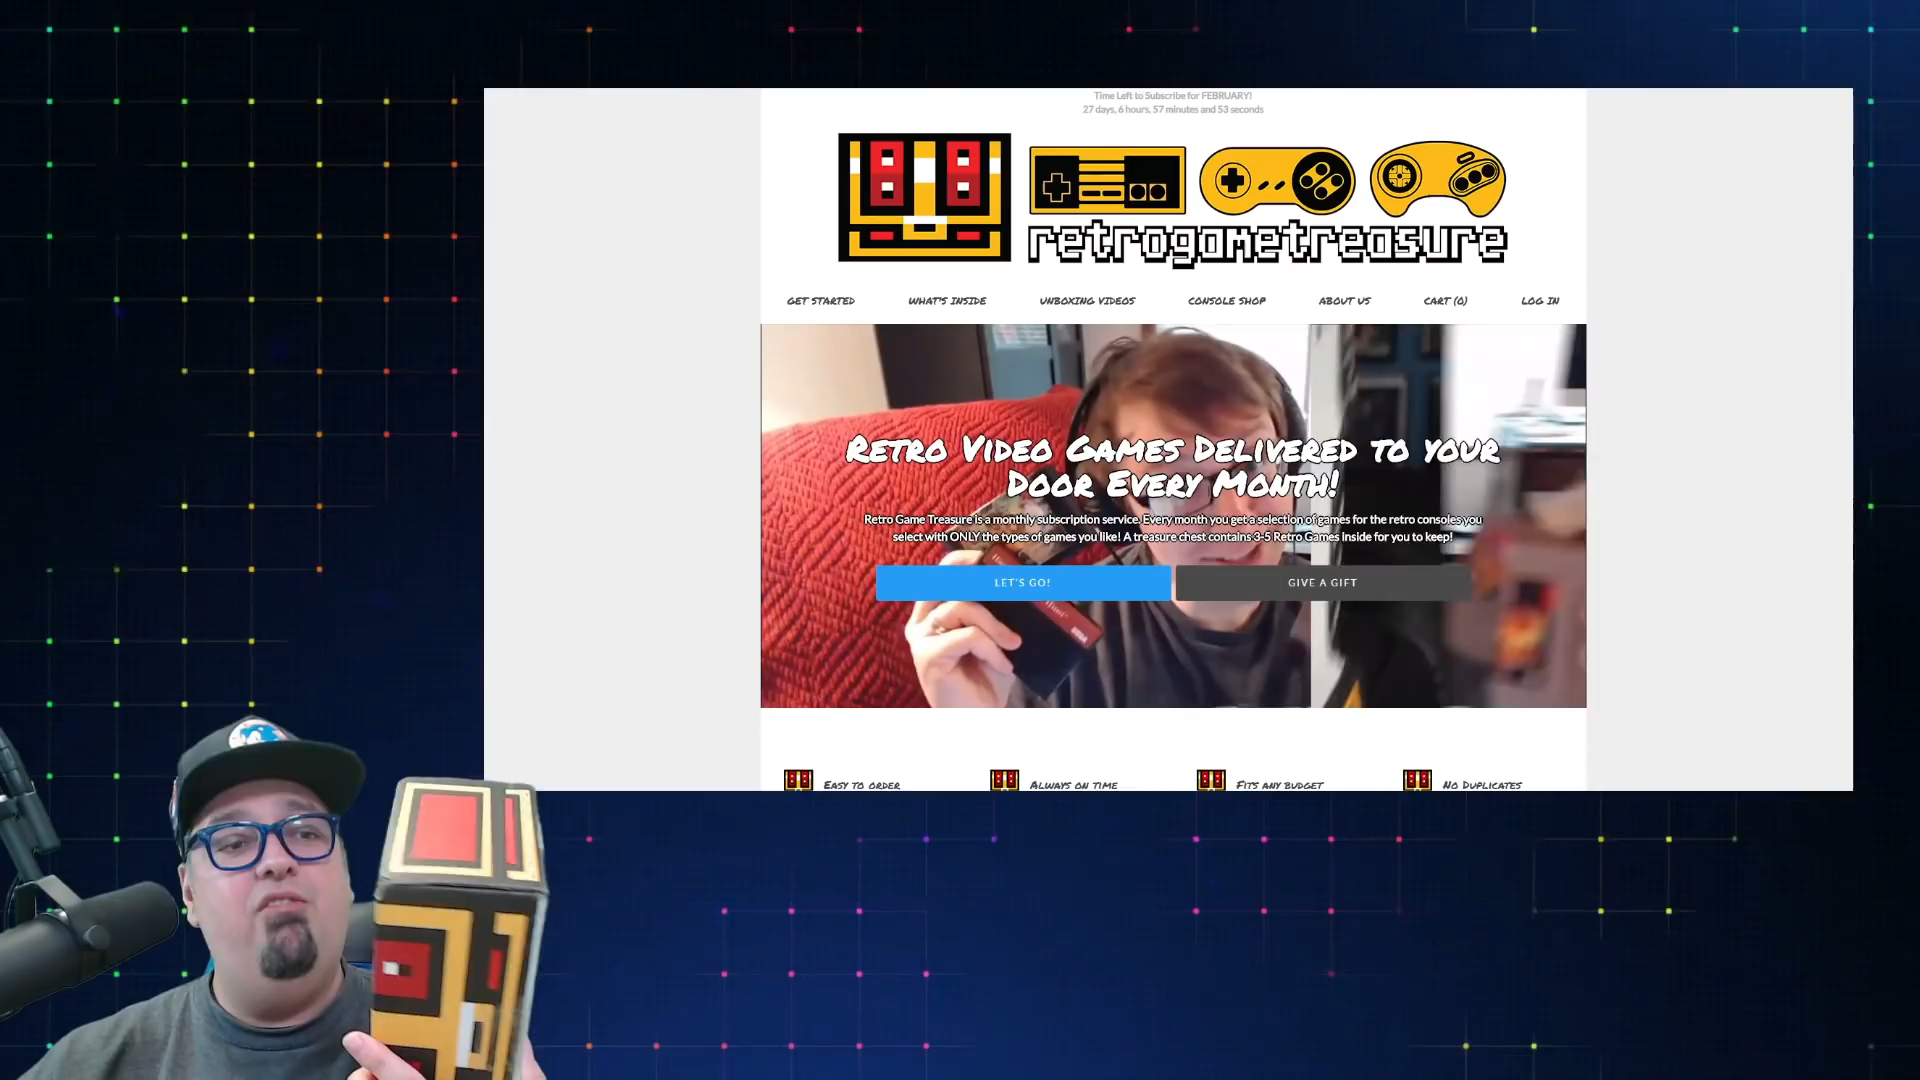 Time Left to Subscribe for FEBRUARY!
27 days, 6 hours, 57 minutes and 53 seconds
retrogametreasure
GET STARTED
WHAT'S INSIDE
UNBOXING VIDEOS
CONSOLE SHOP
ABOUT US
CART (0)
LOG IN
RETRO VIDEO GAMES DELIVERED TO YOUR
DOOR EVERY MONTH!
Retro Game Treasure is a monthly subscription service. Every month you get a selection of games for the retro consoles you
select with ONLY the types of games you like! A treasure chest contains 3-5 Retro Games Inside for you to keep!
LET'S GO!
GIVE A GIFT
SEGA
EASY TO ORDER
ALWAYS ON TIME
FITS ANY BUDGET
NO DUPLICATES